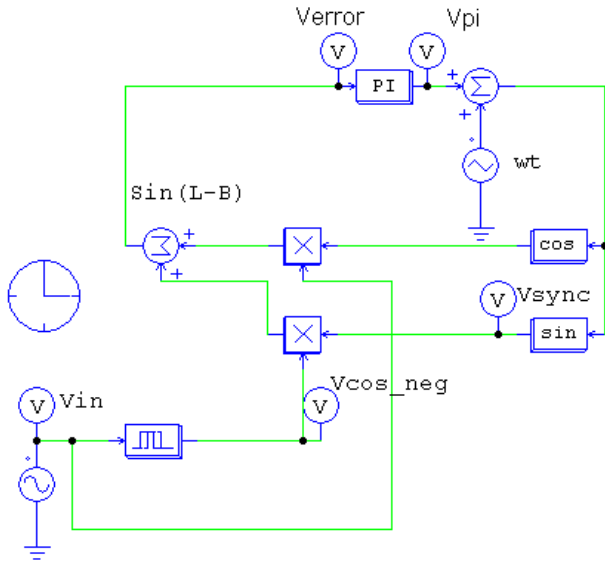 Verror
Vpi
V
V
PI
wt
Sin(L-B)
cos
V
Vsync
sin
V
Vin
Vcos_neg
V